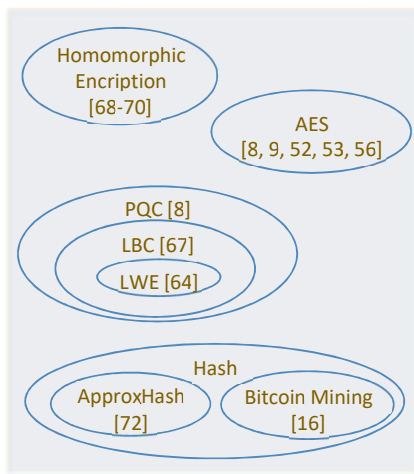 Homomorphic
Encription
[68-70]
AES
[8, 9, 52, 53, 56]
PQC [8]
LBC [67]
LWE [64]
Hash
ApproxHash
[72]
Bitcoin Mining
[16]